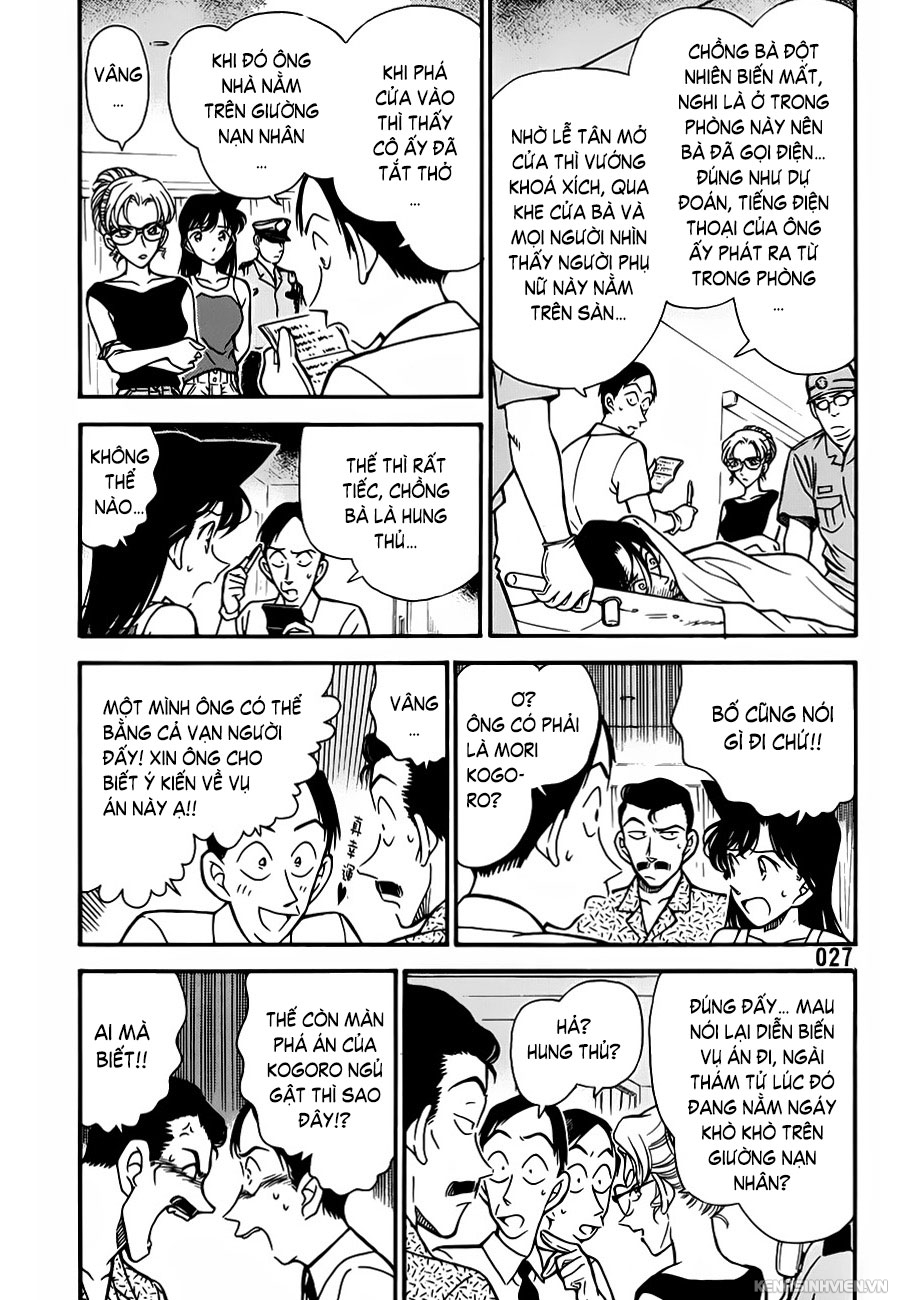 CHỒNG BÀ ĐỘT
NHIÊN BIẾN MẤT,
NGHI LÀ Ở TRONG
PHÒNG NÀY NÊN
BÀ ĐÃ GỌI ĐIỆN...
ĐÚNG NHƯ DỰ
ĐOÁN, TIẾNG ĐIỆN
THOẠI CỦA ÔNG
ẤY PHÁT RA TỪ
TRONG PHÒNG
...
NHỜ LỄ TÂN MỞ
CỬA THÌ VƯỚNG
KHOÁ XÍCH, QUA
KHE CỬA BÀ VÀ
MỌI NGƯỜI NHÌN
THẤY NGƯỜI PHỤ
NỮ NÀY NẰM
TRÊN SÀN...
KHI PHÁ
CỬA VÀO
THÌ THẤY
CÔ ẤY ĐÃ
TẮT THỞ
...
KHI ĐÓ ÔNG
NHÀ NẰM
TRÊN GIƯỜNG
NẠN NHÂN
...
VÂNG
...
THẾ THÌ RẤT
TIẾC, CHỒNG
BÀ LÀ HUNG
THỦ...
KHÔNG
THỂ
NÀO...
BỐ CŨNG NÓI
GÌ ĐI CHỨ!!
Ơ?
ÔNG CÓ PHẢI
LÀ MORI
KOGO-
RO?
VÂNG
...
MỘT MÌNH ÔNG CÓ THỂ
BẰNG CẢ VẠN NGƯỜI
ĐẤY! XIN ÔNG CHO
BIẾT Ý KIẾN VỀ VỤ
ÁN NÀY Ạ!!
027
ĐÚNG ĐẤY... MAU
NÓI LẠI DIỄN BIẾN
VỤ ÁN ĐI, NGÀI
THÁM TỬ LÚC ĐÓ
ĐANG NẰM NGÁY
KHÒ KHÒ TRÊN
GIƯỜNG NẠN
NHÂN?
HẢ?
HUNG THỦ?
THẾ CÒN MÀN
PHÁ ÁN CỦA
KOGORO NGỦ
GẬT THÌ SAO
ĐÂY!?
AI MÀ
BIẾT!!
KENHSINHVIEN.VN